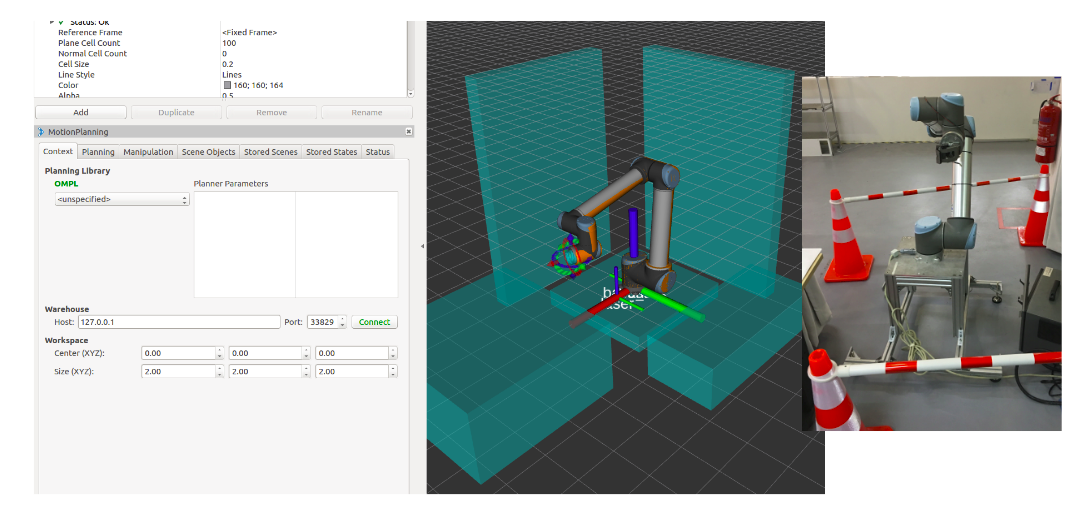 Status: Ok
Reference Frame <Fixed Frame>
Plane Cell Count 100
Normal Cell Count 0
Cell Size 0.2
Line Style Lines
Color 160; 160; 164
Alpha 0.5
Add Duplicate Remove Rename
MotionPlanning
Context Planning Manipulation Scene Objects Stored Scenes Stored States Status
Planning Library
OMPL Planner Parameters
<unspecified>
Warehouse
Host: 127.0.0.1 Port: 33829 Connect
Workspace
Center (XYZ): 0.00 0.00 0.00
Size (XYZ): 2.00 2.00 2.00